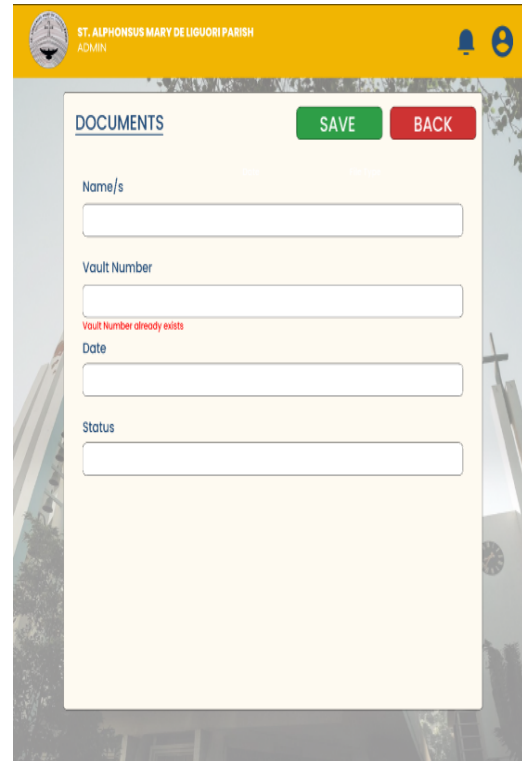 ST. ALPHONSUS MARY DE LIGUORI PARISH
ADMIN
DOCUMENTS
SAVE
BACK
Name/s
Vault Number
Vault Number already exists
Date
Status